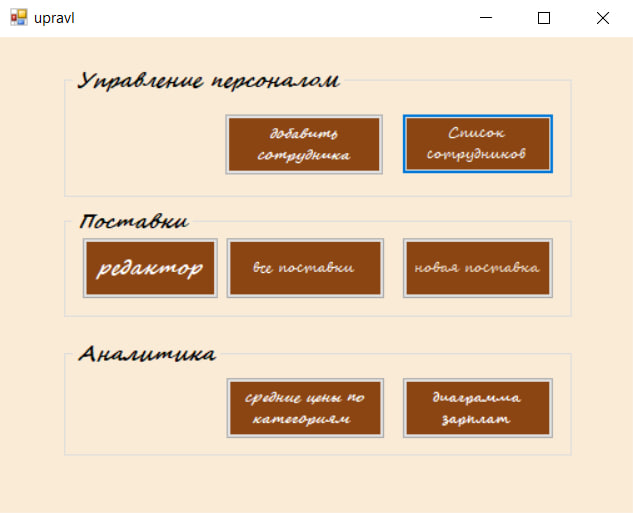 upravl
Управление персоналом
добавить
сотрудника
Список
сотрудников
Поставки
редактор
все поставки
новая поставка
Аналитика
средние цены по
категориям
диаграмма
зарплат